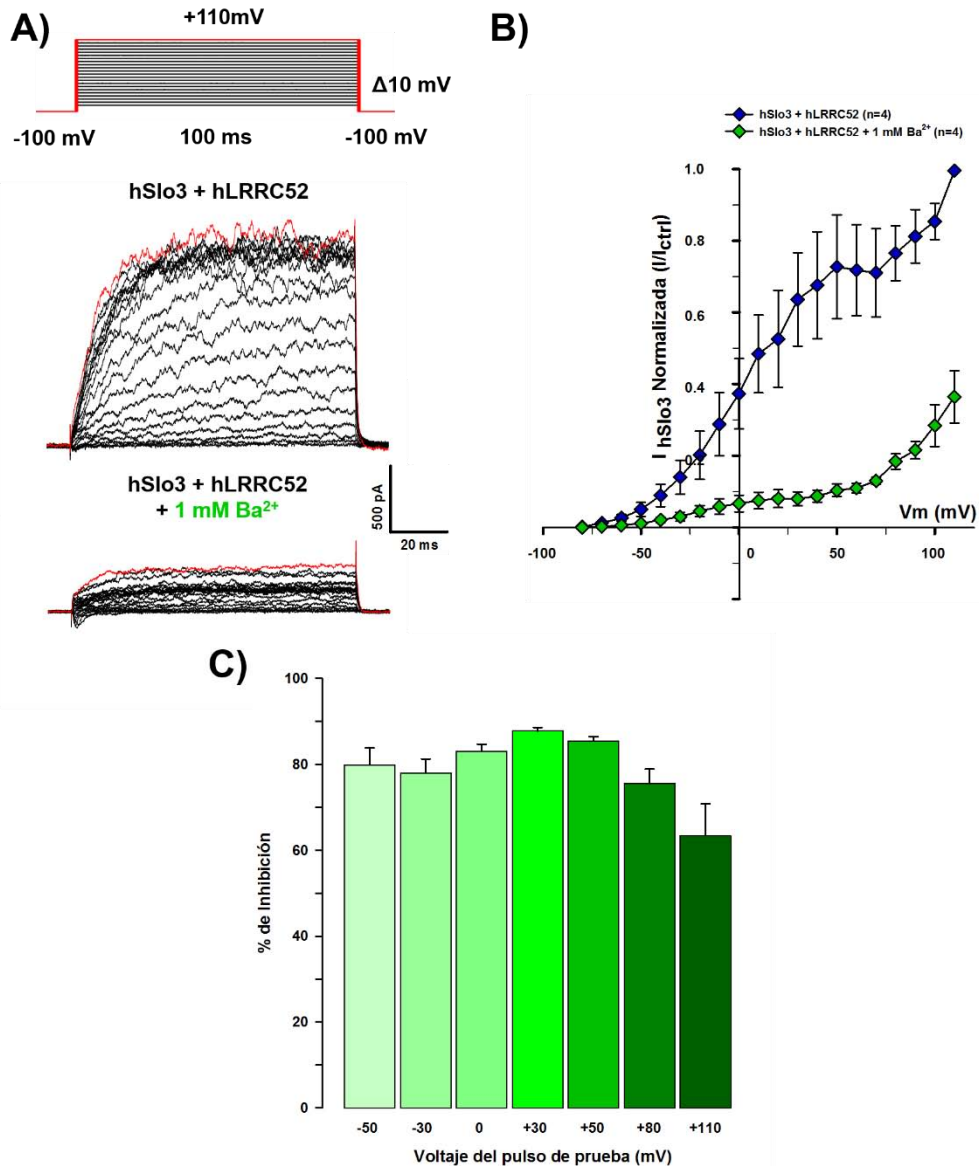 A)
+110mV
Δ10 mV
-100 mV
100 ms
-100 mV
hSlo3 + hLRRC52
hSlo3 + hLRRC52
+ 1 mM Ba²⁺
500 pA
20 ms
B)
hSlo3 + hLRRC52 (n=4)
hSlo3 + hLRRC52 + 1 mM Ba²⁺ (n=4)
I hSlo3 Normalizada (I/Ictrl)
1.0
0.8
0.6
0.4
Vm (mV)
-100
-50
0
50
100
C)
% de Inhibición
100
80
60
40
20
0
-50
-30
0
+30
+50
+80
+110
Voltaje del pulso de prueba (mV)